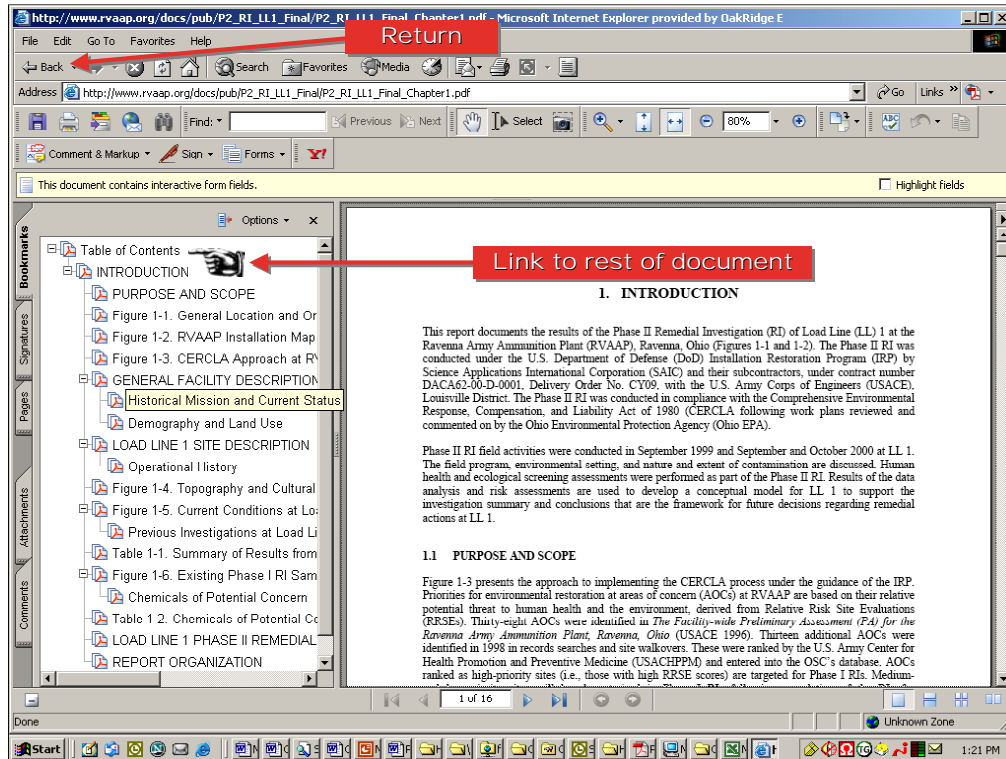 http://www.rvaap.org/docs/pub/P2_RI_LL1_Final/P2_RI_LL1_Final_Chapter1.pdf - Microsoft Internet Explorer provided by OakRidge E
Return
File Edit Go To Favorites Help
Back Search Favorites Media
Address http://www.rvaap.org/docs/pub/P2_RI_LL1_Final/P2_RI_LL1_Final_Chapter1.pdf Go Links »
Find: Previous Next Select 80%
Comment & Markup Sign Forms Y!
This document contains interactive form fields. Highlight fields
Options x
Bookmarks
Signatures
Pages
Attachments
Comments
Table of Contents
INTRODUCTION
PURPOSE AND SCOPE
Figure 1-1. General Location and Or
Figure 1-2. RVAAP Installation Map
Figure 1-3. CERCLA Approach at RV
GENERAL FACILITY DESCRIPTION
Historical Mission and Current Status
Demography and Land Use
LOAD LINE 1 SITE DESCRIPTION
Operational History
Figure 1-4. Topography and Cultural
Figure 1-5. Current Conditions at Lo
Previous Investigations at Load Li
Table 1-1. Summary of Results from
Figure 1-6. Existing Phase I RI Sam
Chemicals of Potential Concern
Table 1 2. Chemicals of Potential Co
LOAD LINE 1 PHASE II REMEDIAL
REPORT ORGANIZATION
Link to rest of document
1. INTRODUCTION
This report documents the results of the Phase II Remedial Investigation (RI) of Load Line (LL) 1 at the
Ravenna Army Ammunition Plant (RVAAP), Ravenna, Ohio (Figures 1-1 and 1-2). The Phase II RI was
conducted under the U.S. Department of Defense (DoD) Installation Restoration Program (IRP) by
Science Applications International Corporation (SAIC) and their subcontractors, under contract number
DACA62-00-D-0001, Delivery Order No. CY09, with the U.S. Army Corps of Engineers (USACE),
Louisville District. The Phase II RI was conducted in compliance with the Comprehensive Environmental
Response, Compensation, and Liability Act of 1980 (CERCLA following work plans reviewed and
commented on by the Ohio Environmental Protection Agency (Ohio EPA).
Phase II RI field activities were conducted in September 1999 and September and October 2000 at LL 1.
The field program, environmental setting, and nature and extent of contamination are discussed. Human
health and ecological screening assessments were performed as part of the Phase II RI. Results of the data
analysis and risk assessments are used to develop a conceptual model for LL 1 to support the
investigation summary and conclusions that are the framework for future decisions regarding remedial
actions at LL 1.
1.1 PURPOSE AND SCOPE
Figure 1-3 presents the approach to implementing the CERCLA process under the guidance of the IRP.
Priorities for environmental restoration at areas of concern (AOCs) at RVAAP are based on their relative
potential threat to human health and the environment, derived from Relative Risk Site Evaluations
(RRSEs). Thirty-eight AOCs were identified in The Facility-wide Preliminary Assessment (PA) for the
Ravenna Army Ammunition Plant, Ravenna, Ohio (USACE 1996). Thirteen additional AOCs were
identified in 1998 in records searches and site walkovers. These were ranked by the U.S. Army Center for
Health Promotion and Preventive Medicine (USACHPPM) and entered into the OSC's database. AOCs
ranked as high-priority sites (i.e., those with high RRSE scores) are targeted for Phase I RIs. Medium-
1 of 16
Done Unknown Zone
Start 1:21 PM